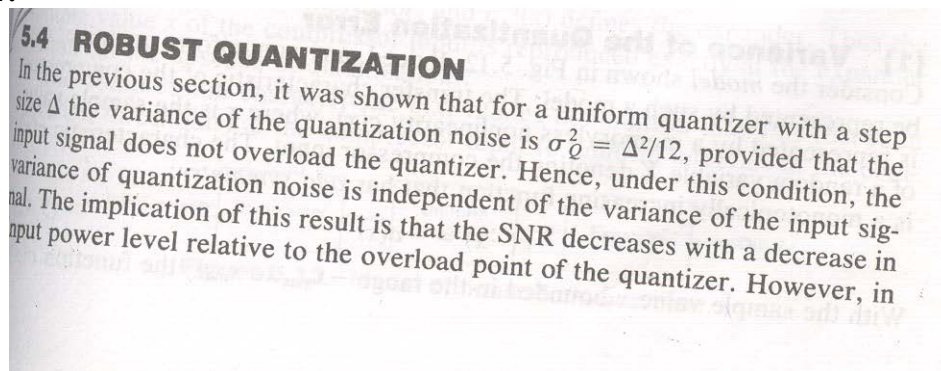 5.4 ROBUST QUANTIZATION
In the previous section, it was shown that for a uniform quantizer with a step
size Δ the variance of the quantization noise is σ²_Q = Δ²/12, provided that the
input signal does not overload the quantizer. Hence, under this condition, the
variance of quantization noise is independent of the variance of the input sig-
nal. The implication of this result is that the SNR decreases with a decrease in
nput power level relative to the overload point of the quantizer. However, in